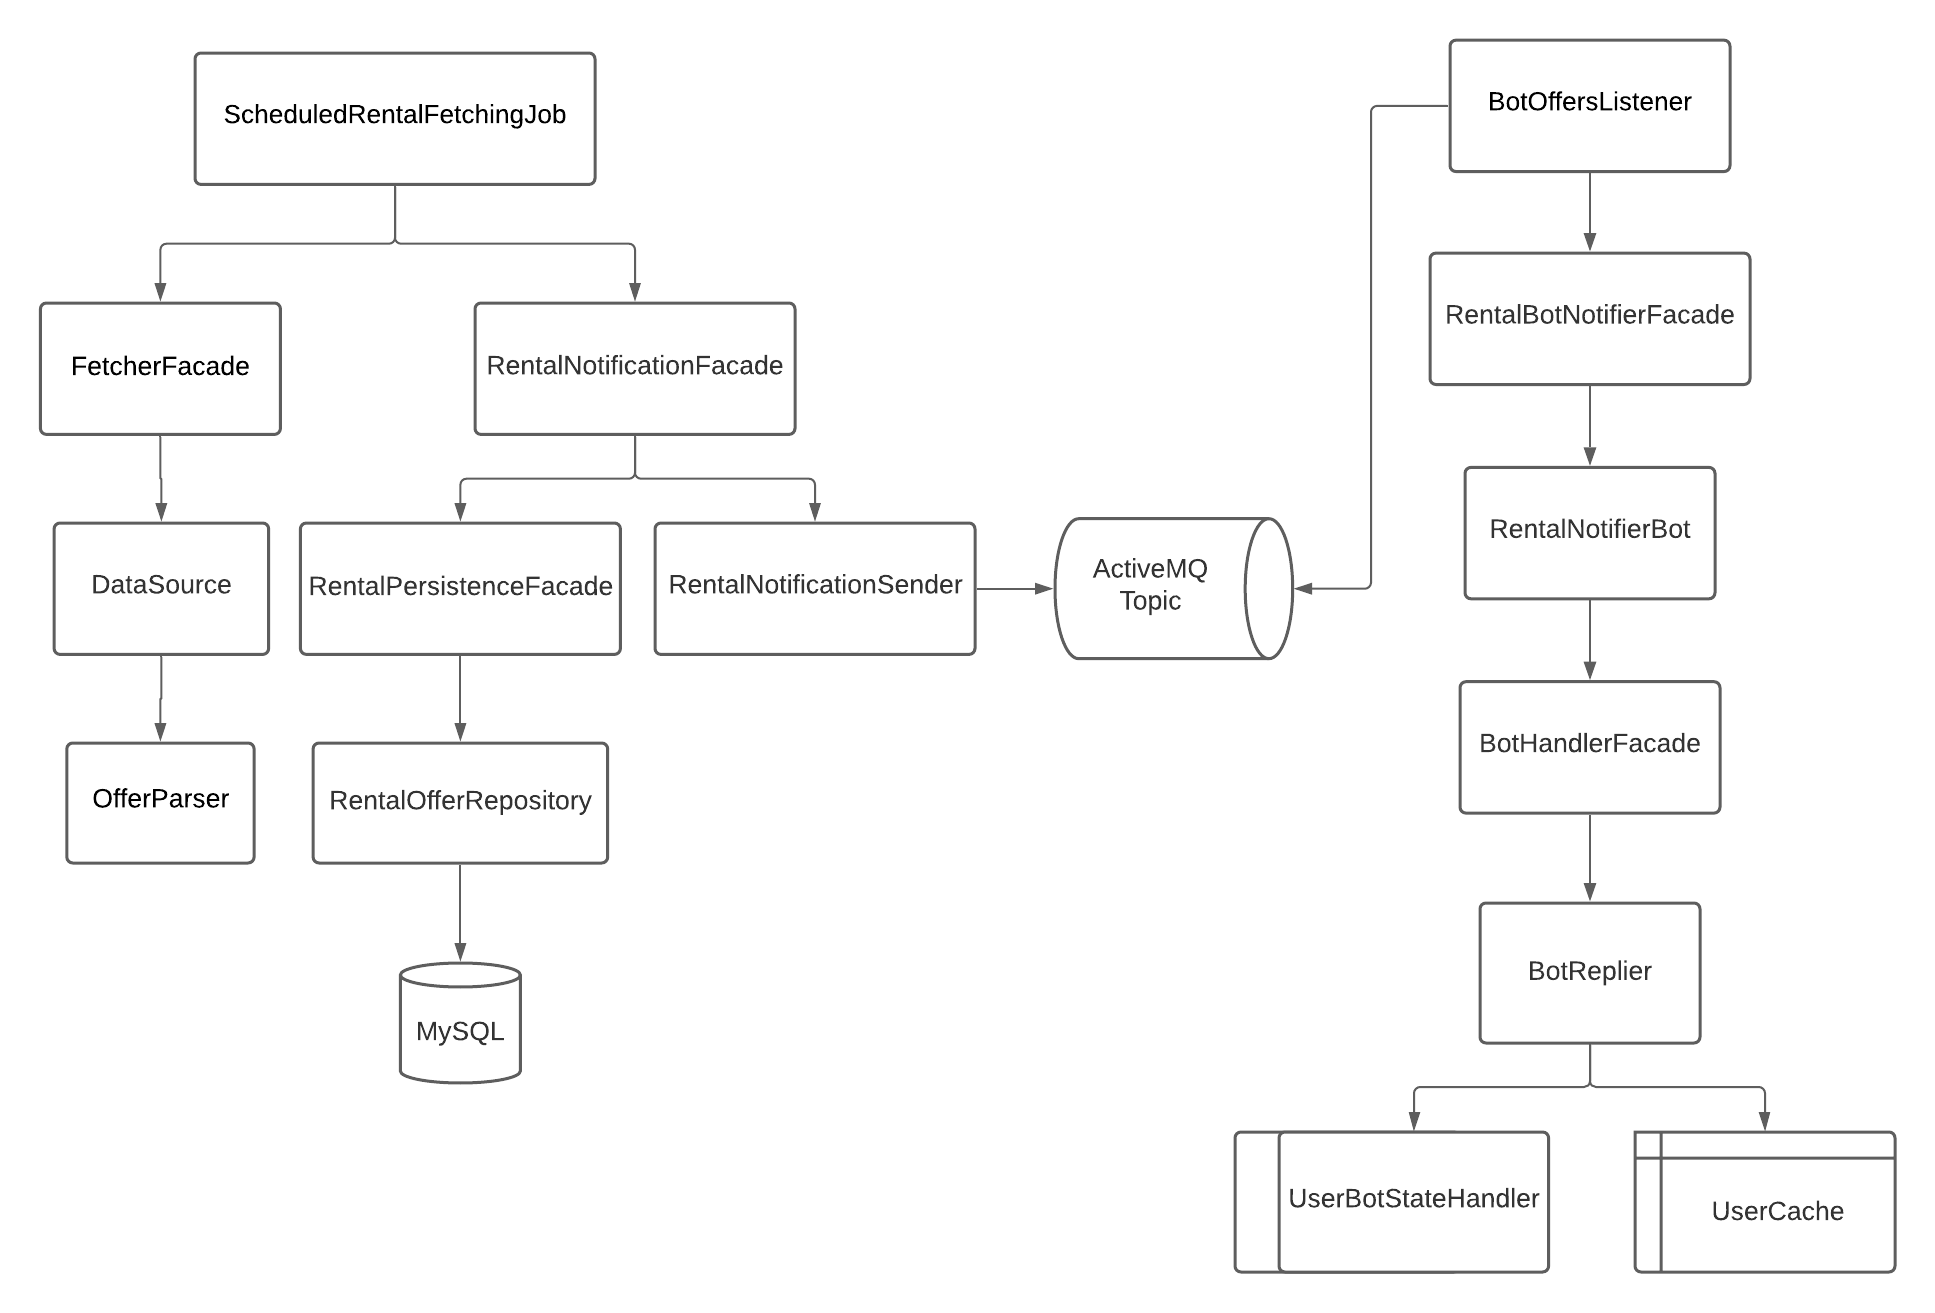 ScheduledRentalFetchingJob
BotOffersListener
RentalBotNotifierFacade
FetcherFacade
RentalNotificationFacade
RentalNotifierBot
DataSource
RentalPersistenceFacade
RentalNotificationSender
ActiveMQ
Topic
BotHandlerFacade
OfferParser
RentalOfferRepository
BotReplier
MySQL
UserBotStateHandler
UserCache